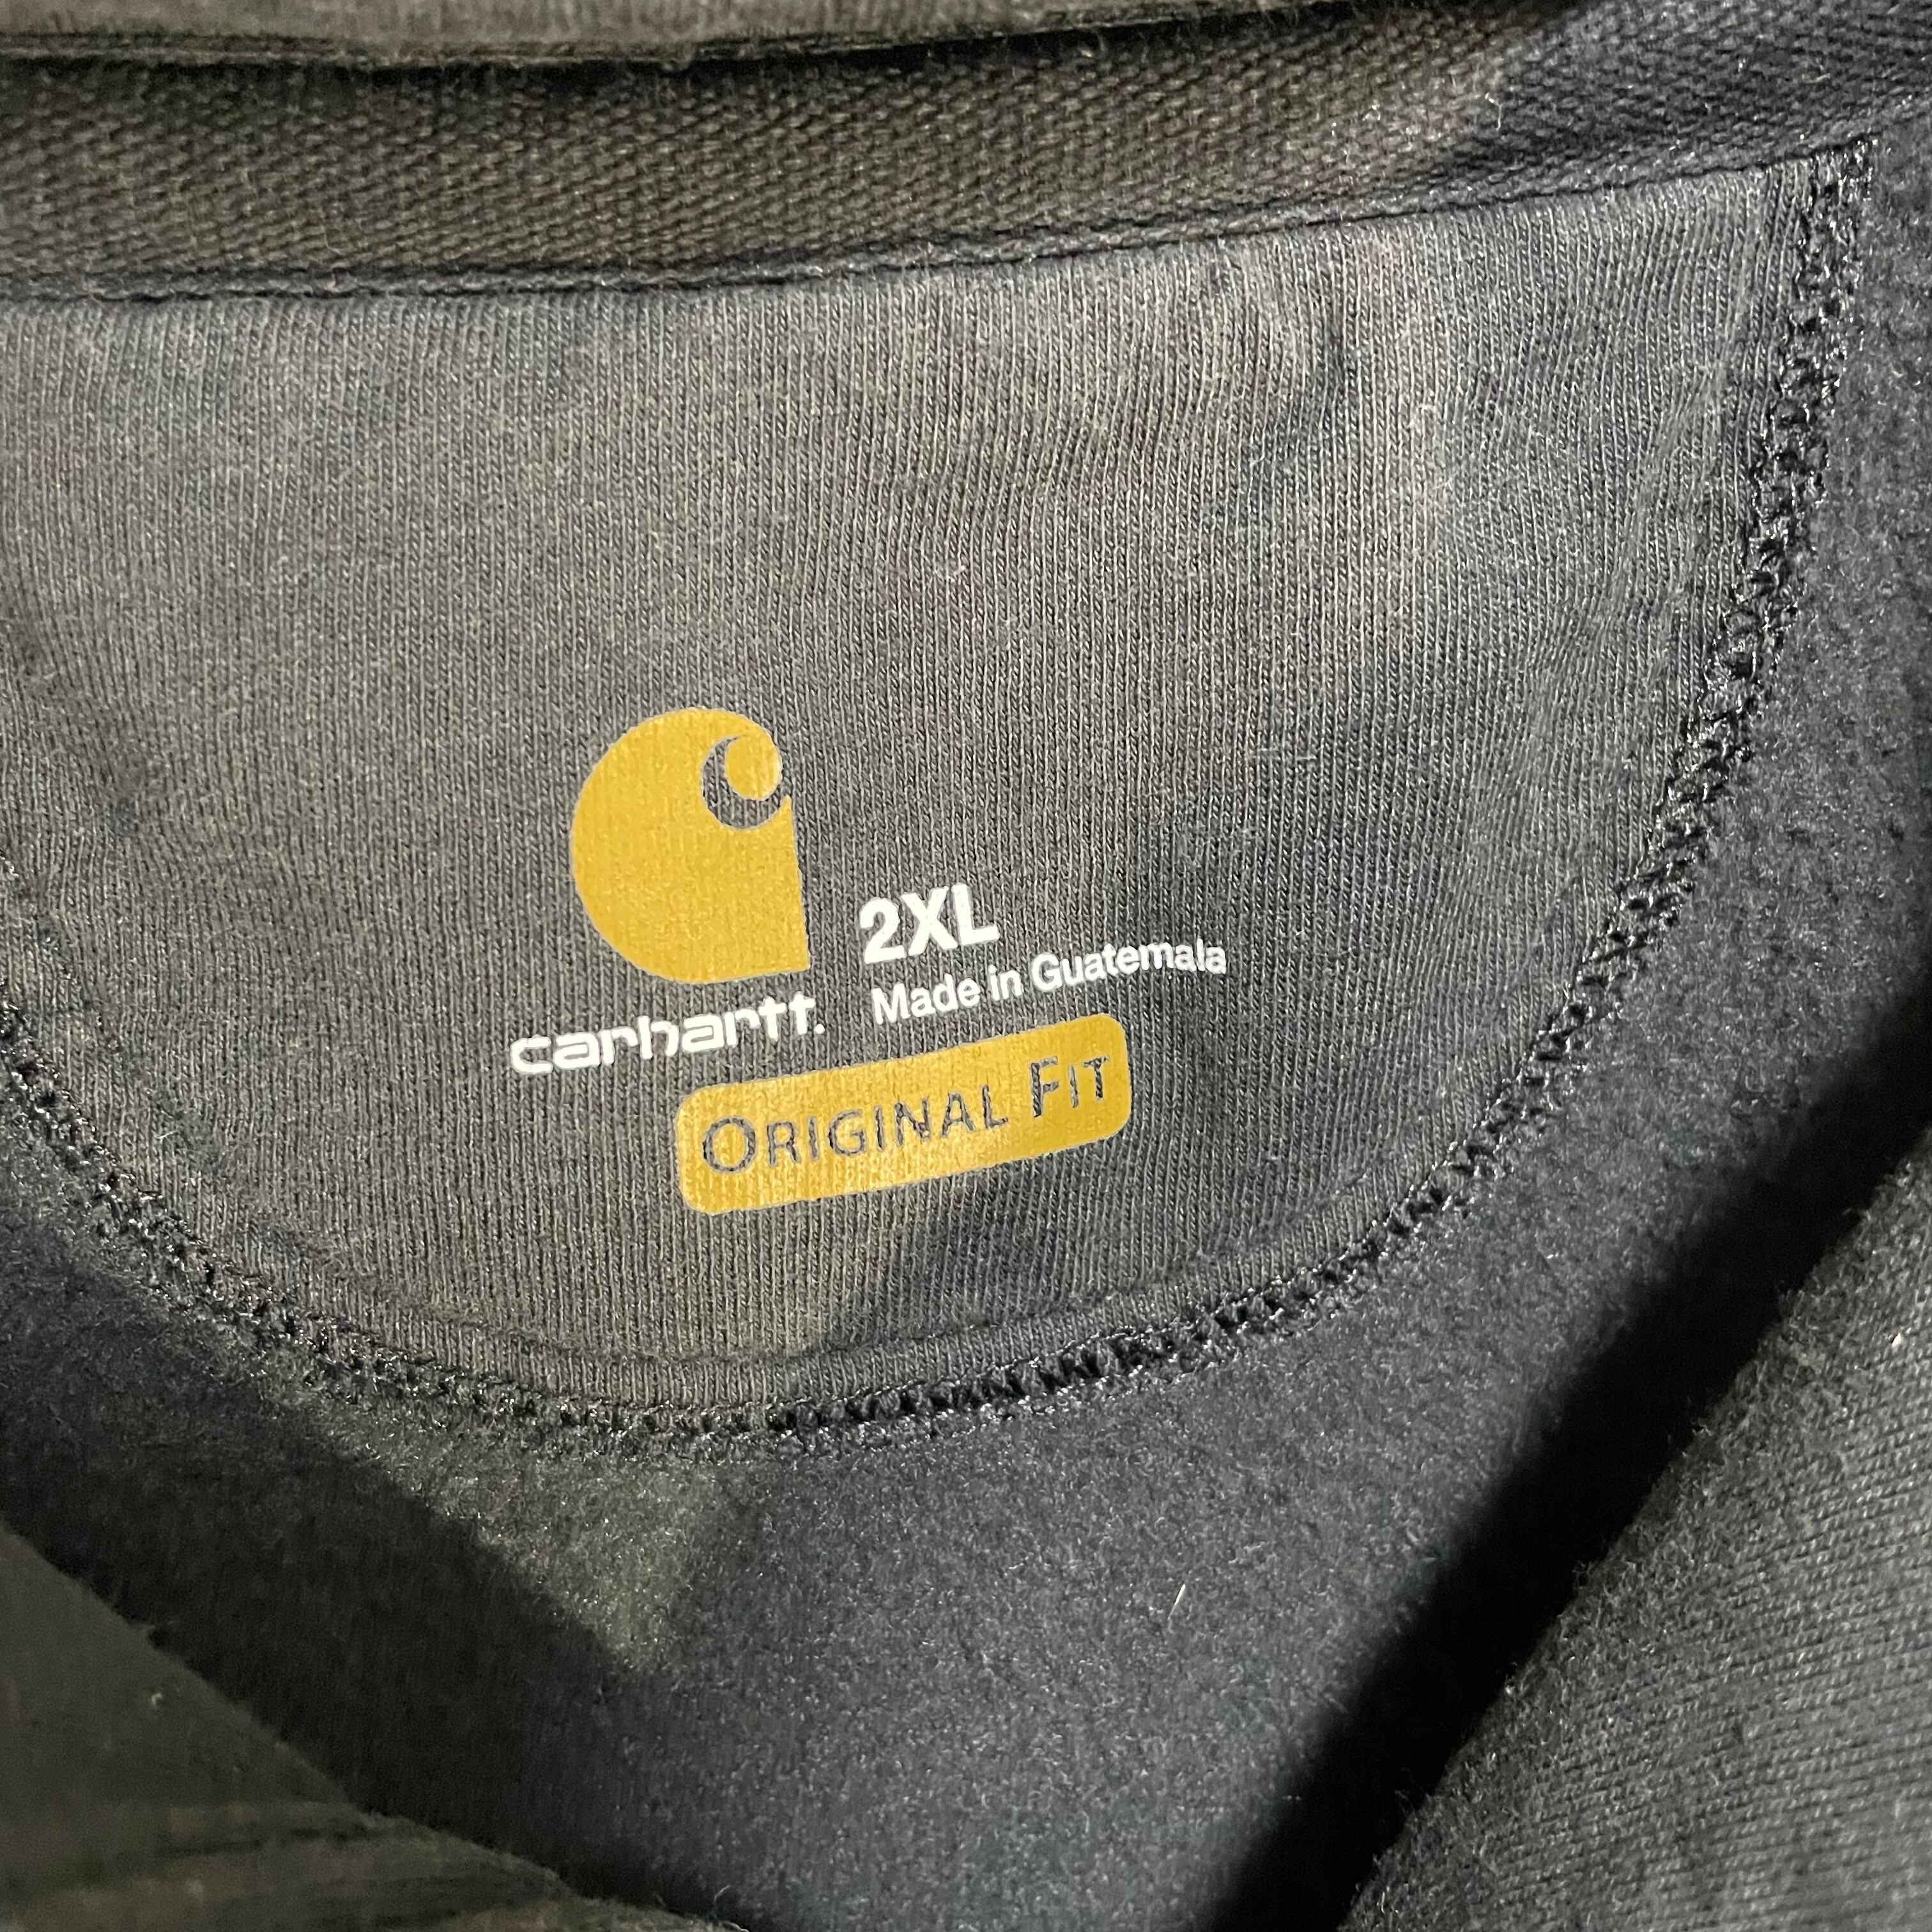 carhartt.
2XL
Made in Guatemala
ORIGINAL FIT